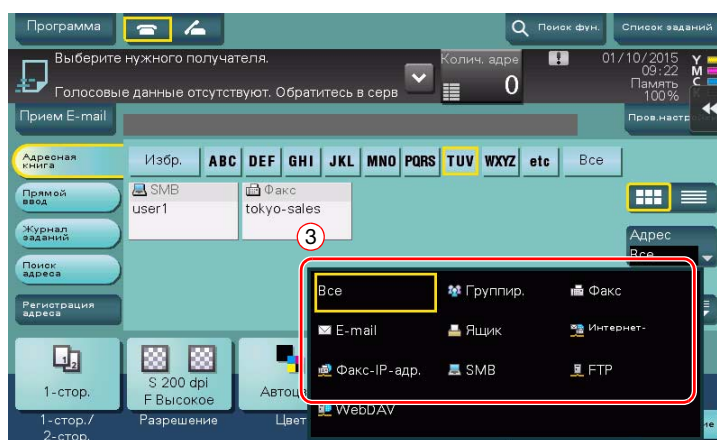 Программа
Поиск фун.
Список заданий
Выберите нужного получателя.
Голосовые данные отсутствуют. Обратитесь в серв
Колич. адре
0
01/10/2015
09:22
Память
100%
Y
M
C
K
Прием E-mail
Пров.настр
Адресная
книга
Избр.
ABC
DEF
GHI
JKL
MNO
PQRS
TUV
WXYZ
etc
Все
Прямой
ввод
SMB
user1
Факс
tokyo-sales
Журнал
заданий
3
Адрес
Все
Поиск
адреса
Регистрация
адреса
Все
Группир.
Факс
E-mail
Ящик
Интернет-
Факс-IP-адр.
SMB
FTP
WebDAV
1-стор.
S 200 dpi
F Высокое
Автоц
1-стор./
2-стор.
Разрешение
Цвет